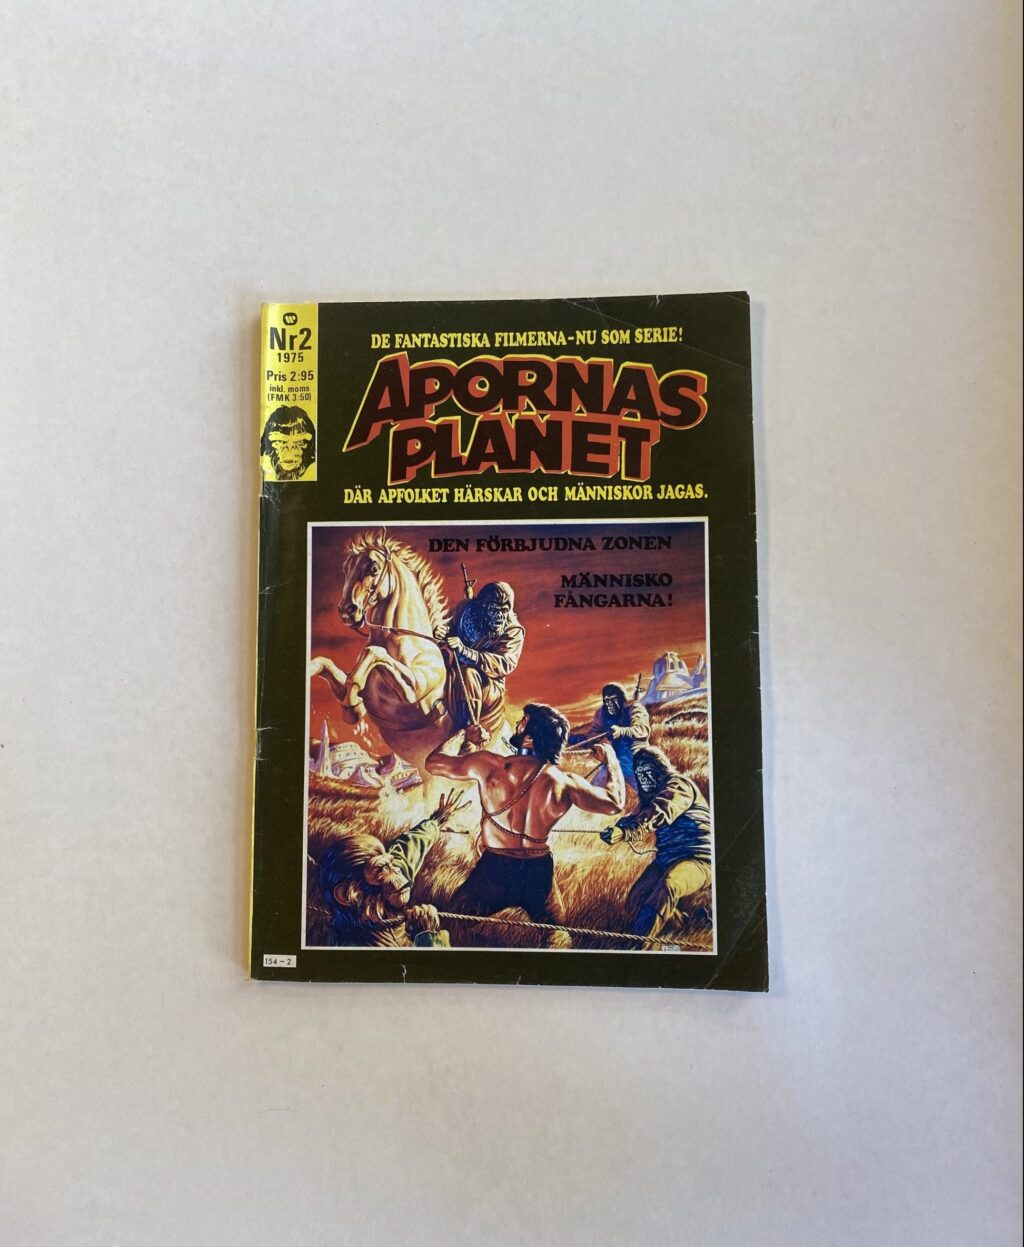 W
Nr2
1975
Pris 2:95
inkl. moms
(FMK 3:50)
DE FANTASTISKA FILMERNA-NU SOM SERIE!
APORNAS
PLANET
DÄR APFOLKET HÄRSKAR OCH MÄNNISKOR JAGAS.
DEN FÖRBJUDNA ZONEN
MÄNNISKO
FÅNGARNA!
154-2